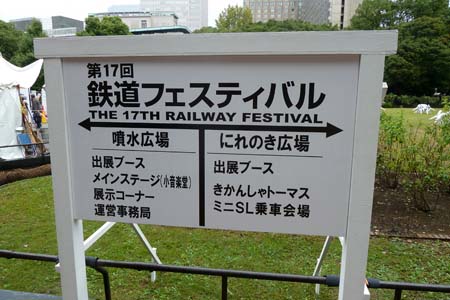 第17回
鉄道フェスティバル
THE 17TH RAILWAY FESTIVAL
噴水広場
出展ブース
メインステージ(小音楽堂)
展示コーナー
運営事務局
にれのき広場
出展ブース
きかんしゃトーマス
ミニSL乗車会場